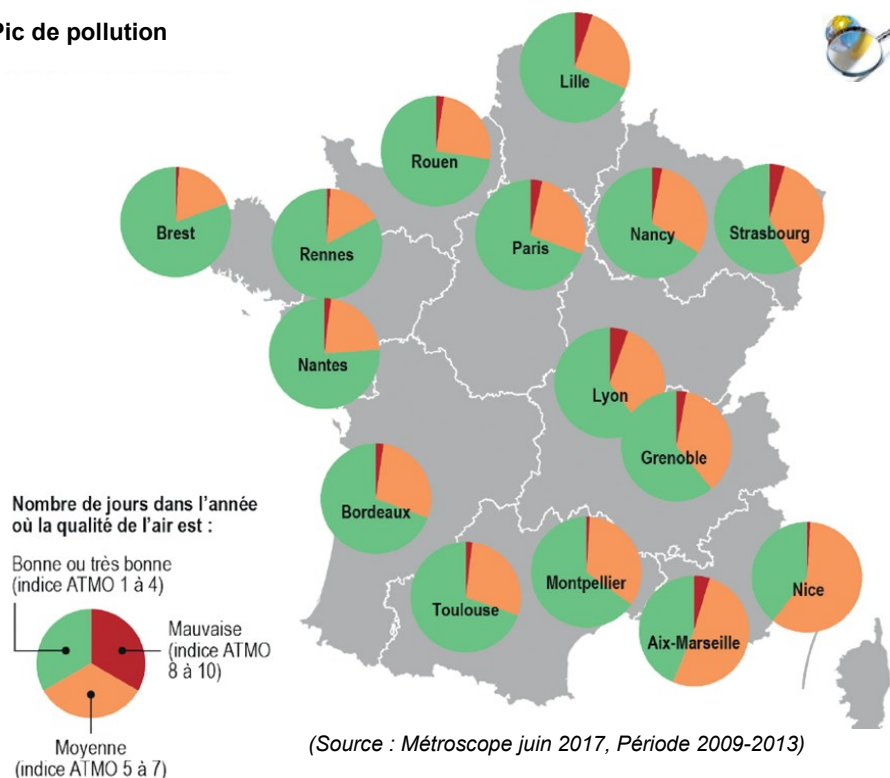 Pic de pollution
Lille
Rouen
Brest
Rennes
Paris
Nancy
Strasbourg
Nantes
Lyon
Grenoble
Bordeaux
Toulouse
Montpellier
Aix-Marseille
Nice
Nombre de jours dans l'année
où la qualité de l'air est :
Bonne ou très bonne
(indice ATMO 1 à 4)
Mauvaise
(indice ATMO
8 à 10)
Moyenne
(indice ATMO 5 à 7)
(Source : Métroscope juin 2017, Période 2009-2013)